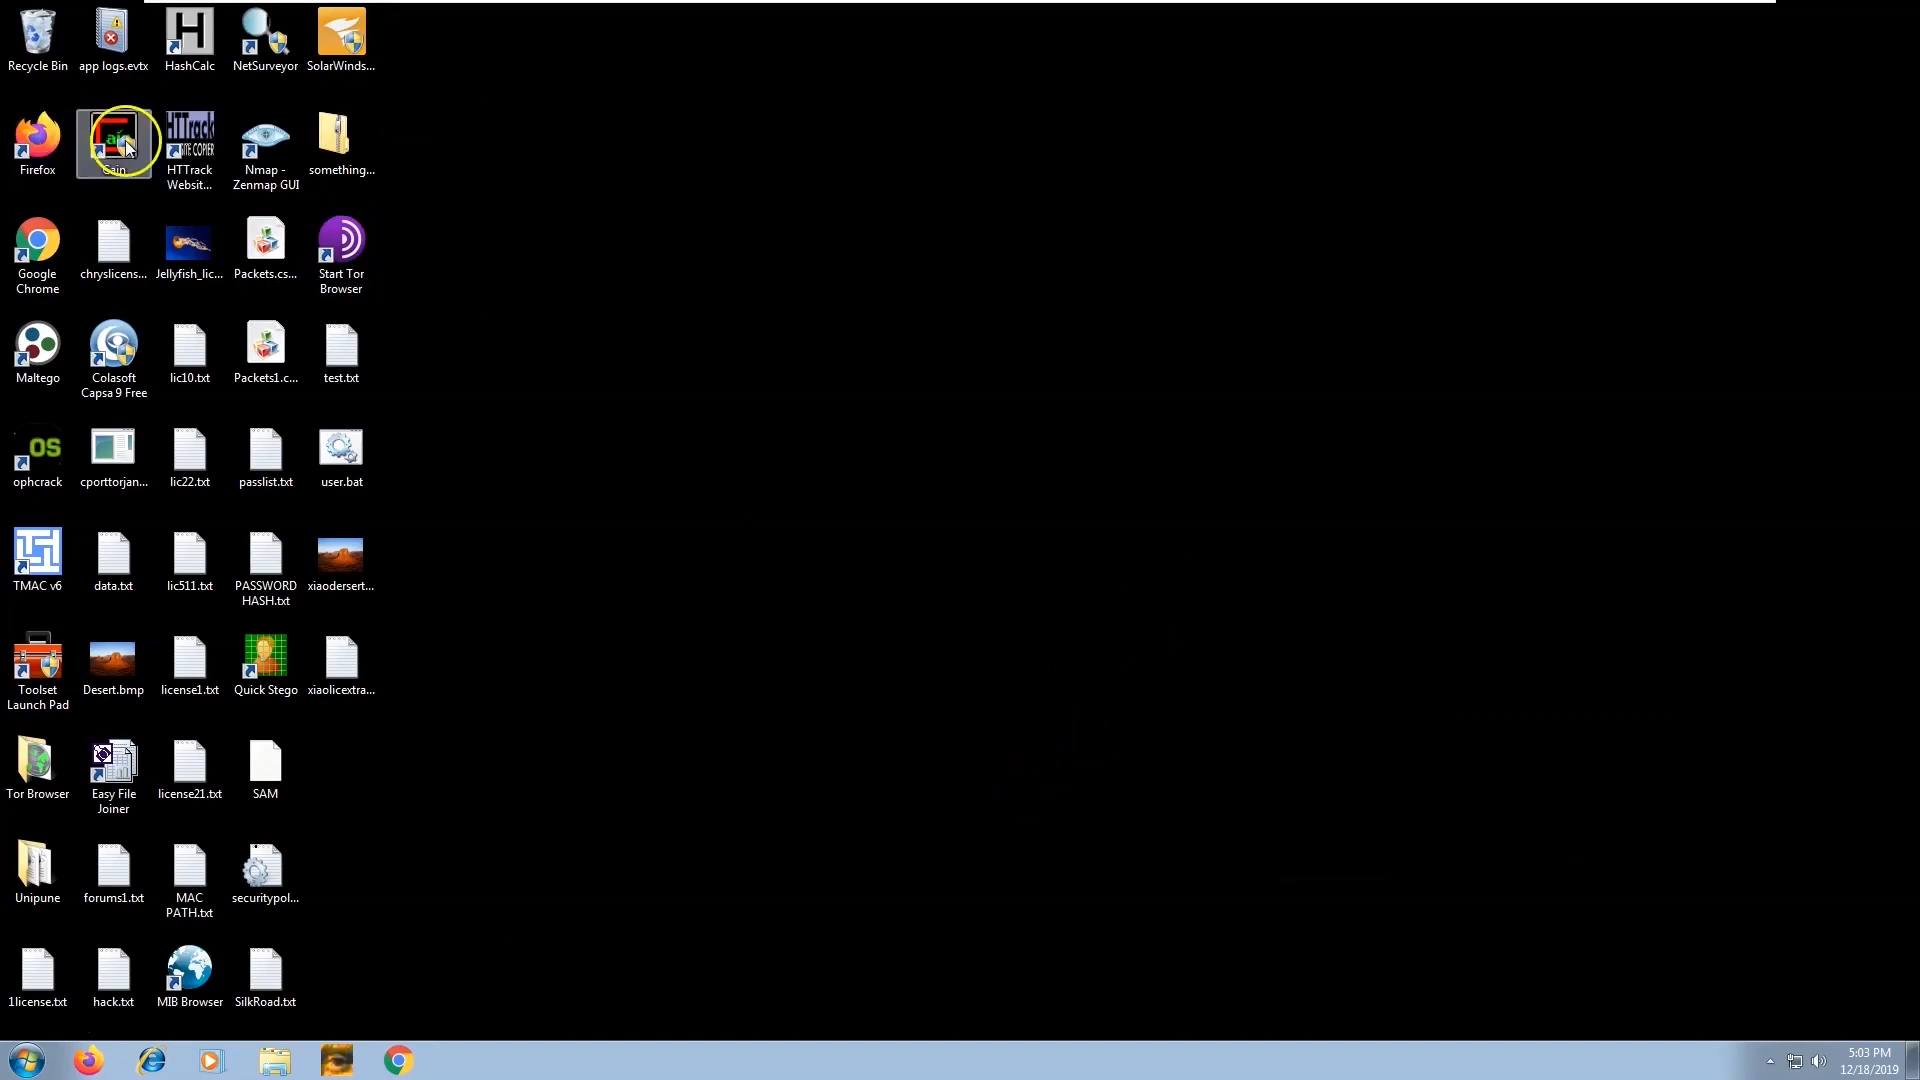 Recycle Bin
app logs.evtx
HashCalc
NetSurveyor
SolarWinds...
Firefox
Cain
HTTrack
Websit...
Nmap -
Zenmap GUI
something...
Google
Chrome
chryslicens...
Jellyfish_lic...
Packets.cs...
Start Tor
Browser
Maltego
Colasoft
Capsa 9 Free
lic10.txt
Packets1.c...
test.txt
OS
ophcrack
cporttorjan...
lic22.txt
passlist.txt
user.bat
TMAC v6
data.txt
lic511.txt
PASSWORD
HASH.txt
xiaodersert...
Toolset
Launch Pad
Desert.bmp
license1.txt
Quick Stego
xiaolicextra...
Tor Browser
Easy File
Joiner
license21.txt
SAM
Unipune
forums1.txt
MAC
PATH.txt
securitypol...
1license.txt
hack.txt
MIB Browser
SilkRoad.txt
5:03 PM
12/18/2019